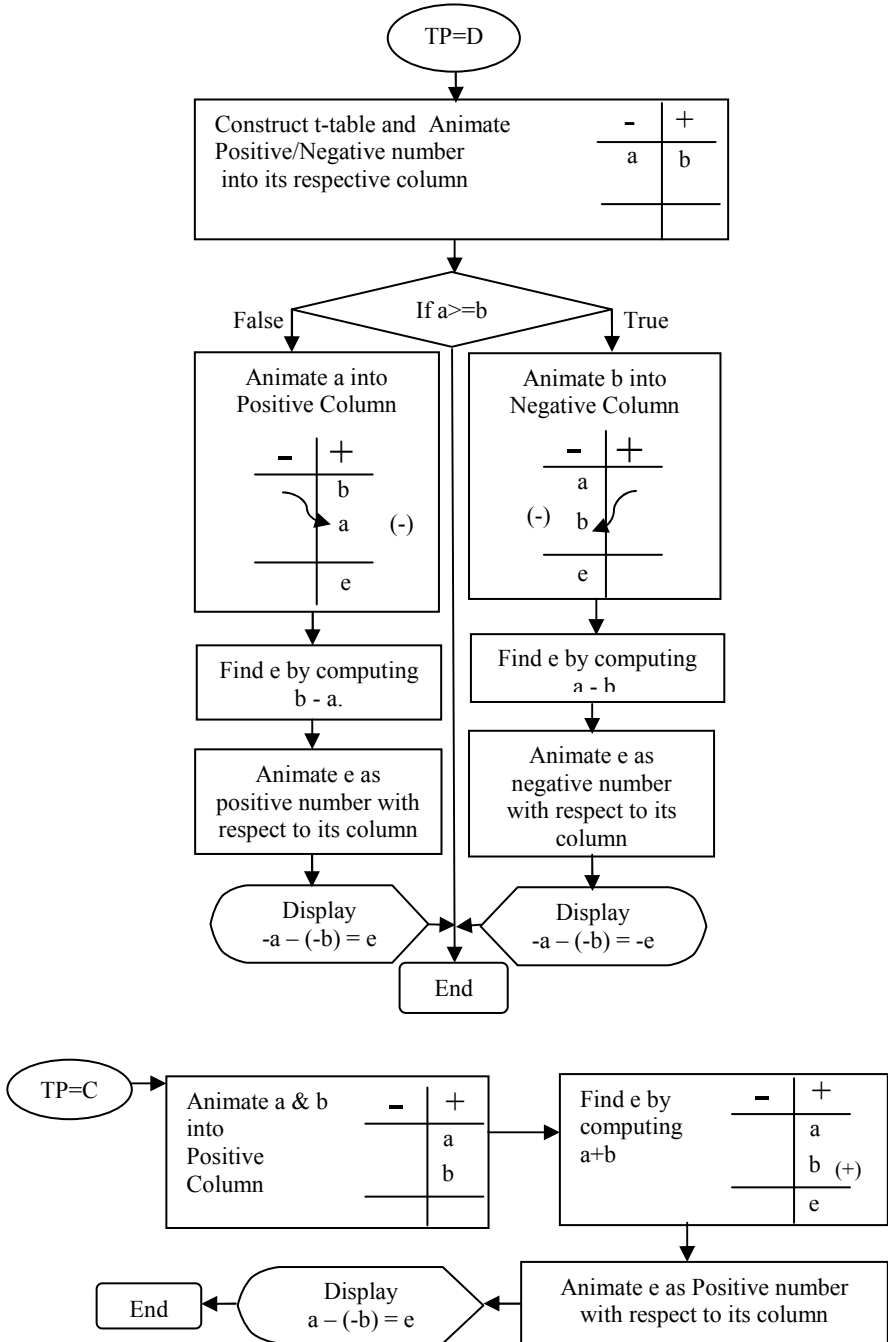 TP=D
Construct t-table and Animate
Positive/Negative number
into its respective column
- +
a b
If a>=b
False
True
Animate a into
Positive Column
- +
b
a (-)
e
Animate b into
Negative Column
- +
a
(-) b
e
Find e by computing
b - a.
Find e by computing
a - b
Animate e as
positive number with
respect to its column
Animate e as
negative number
with respect to its
column
Display
-a – (-b) = e
Display
-a – (-b) = -e
End
TP=C
Animate a & b
into
Positive
Column
- +
a
b
Find e by
computing
a+b
- +
a
b (+)
e
Animate e as Positive number
with respect to its column
Display
a – (-b) = e
End